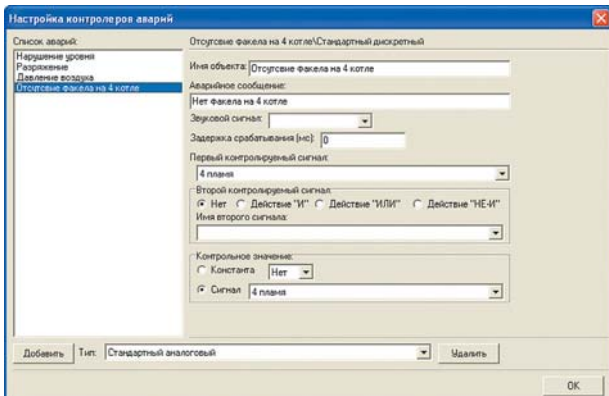 Настройка контролеров аварий
Список аварий:
Нарушение уровня
Разряжение
Давление воздуха
Отсутсвие факела на 4 котле
Отсутсвие факела на 4 котле\Стандартный дискретный
Имя объекта: Отсутсвие факела на 4 котле
Аварийное сообщение:
Нет факела на 4 котле
Звуковой сигнал:
Задержка срабатывания (мс): 0
Первый контролируемый сигнал:
4 пламя
Второй контролируемый сигнал:
Нет Действие "И" Действие "ИЛИ" Действие "НЕ-И"
Имя второго сигнала:
Контрольное значение:
Константа Нет
Сигнал 4 пламя
Добавить Тип: Стандартный аналоговый Удалить
OK